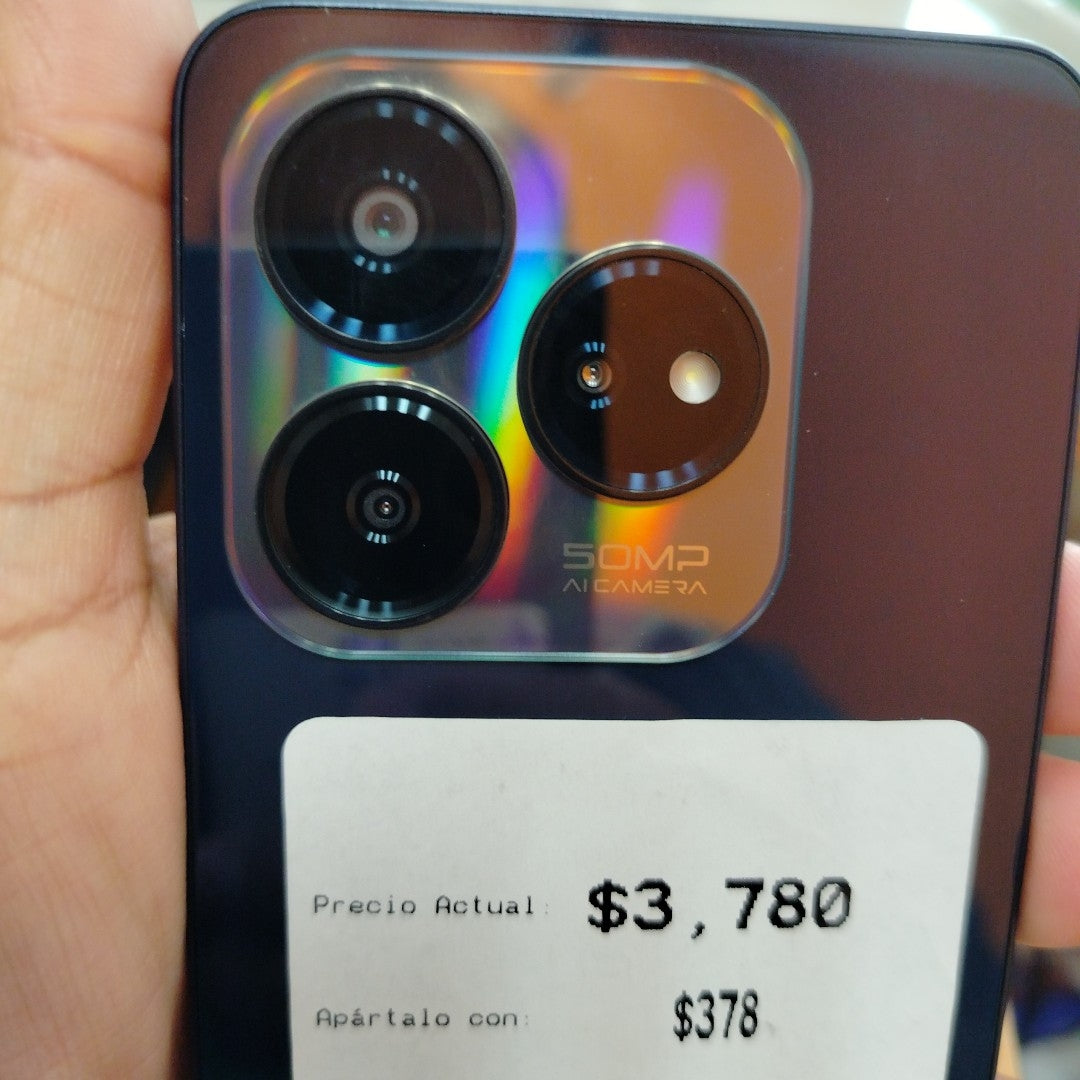 50MP
AI CAMERA
Precio Actual: $3,780
Apártalo con: $378